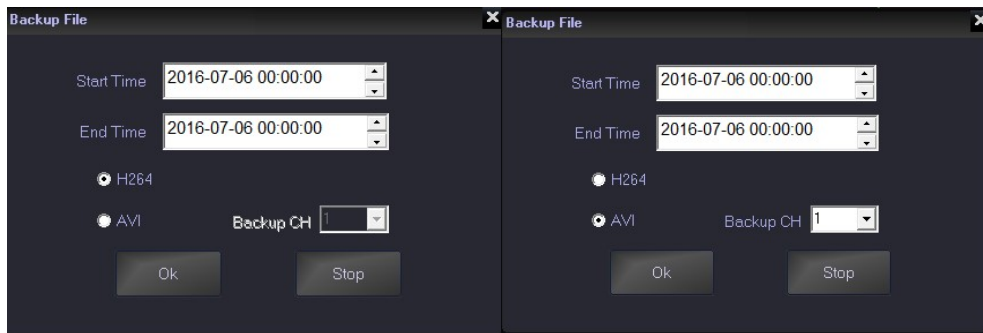 Backup File
Start Time 2016-07-06 00:00:00
End Time 2016-07-06 00:00:00
H264
AVI Backup CH 1
Ok Stop
Backup File
Start Time 2016-07-06 00:00:00
End Time 2016-07-06 00:00:00
H264
AVI Backup CH 1
Ok Stop